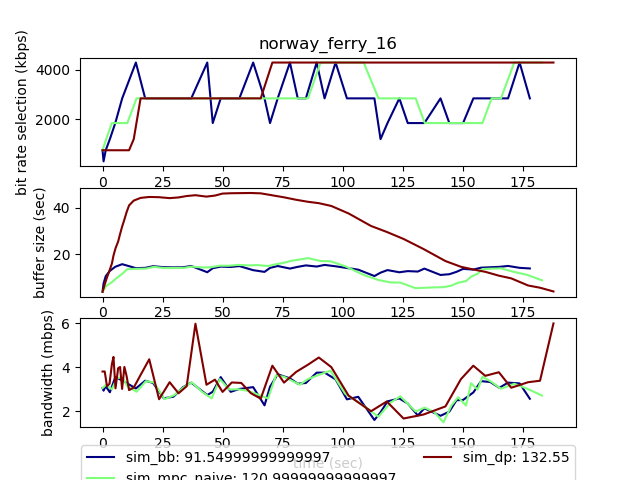 norway_ferry_16
bit rate selection (kbps)
4000
2000
0 25 50 75 100 125 150 175
buffer size (sec)
40
20
0 25 50 75 100 125 150 175
bandwidth (mbps)
6
4
2
0 25 50 75 100 125 150 175
time (sec)
sim_bb: 91.54999999999997 sim_dp: 132.55
sim_mpc_naive: 120.99999999999997